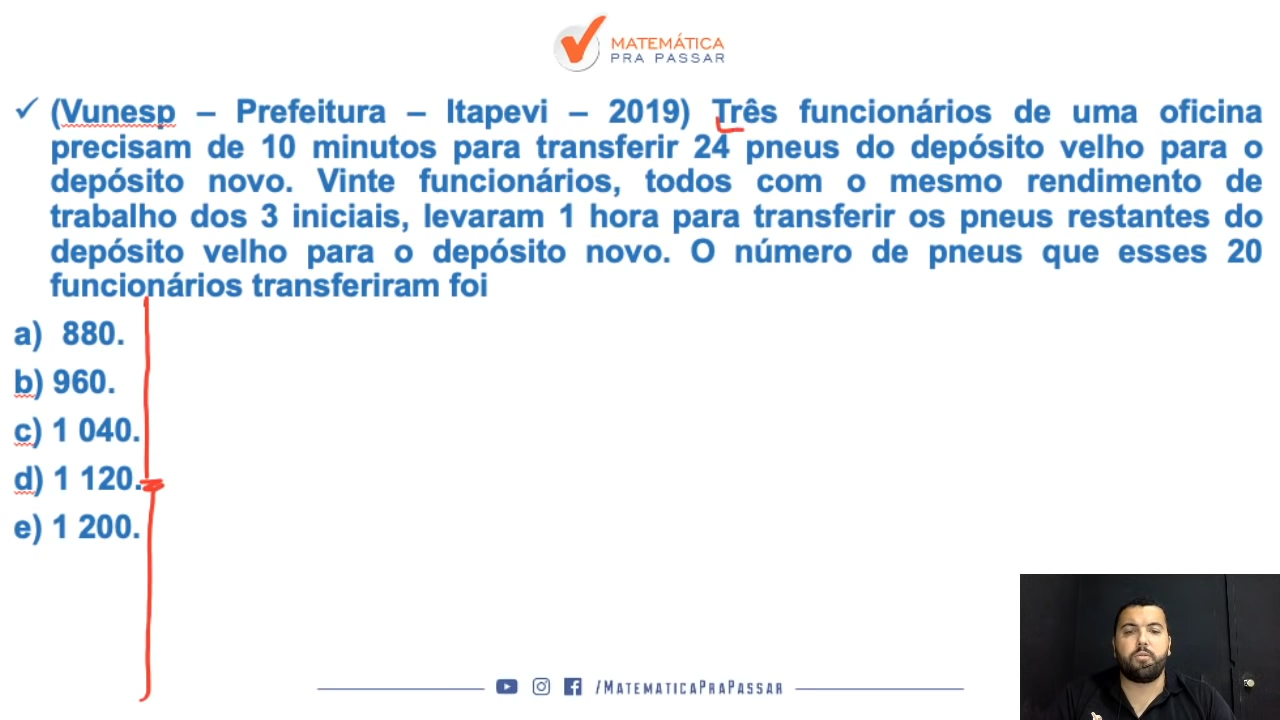 MATEMÁTICA
PRA PASSAR
✓ (Vunesp – Prefeitura – Itapevi – 2019) Três funcionários de uma oficina
precisam de 10 minutos para transferir 24 pneus do depósito velho para o
depósito novo. Vinte funcionários, todos com o mesmo rendimento de
trabalho dos 3 iniciais, levaram 1 hora para transferir os pneus restantes do
depósito velho para o depósito novo. O número de pneus que esses 20
funcionários transferiram foi
a) 880.
b) 960.
c) 1 040.
d) 1 120.
e) 1 200.
/MATEMATICAPRAPASSAR